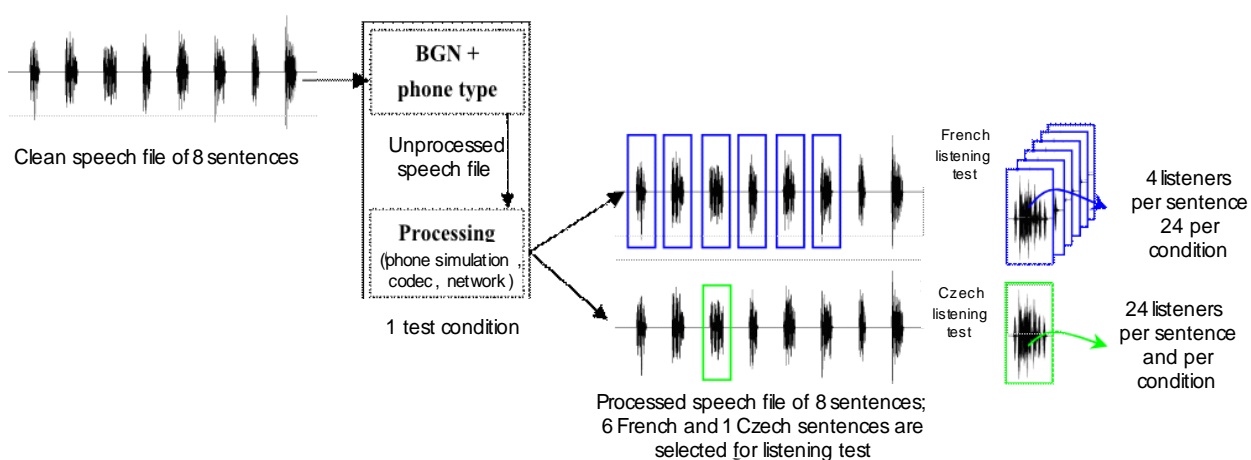 BGN +
phone type
Clean speech file of 8 sentences
Unprocessed
speech file
Processing
(phone simulation ,
codec , network )
1 test condition
French
listening
test
4 listeners
per sentence
24 per
condition
Czech
listening
test
24 listeners
per sentence
and per
condition
Processed speech file of 8 sentences;
6 French and 1 Czech sentences are
selected for listening test